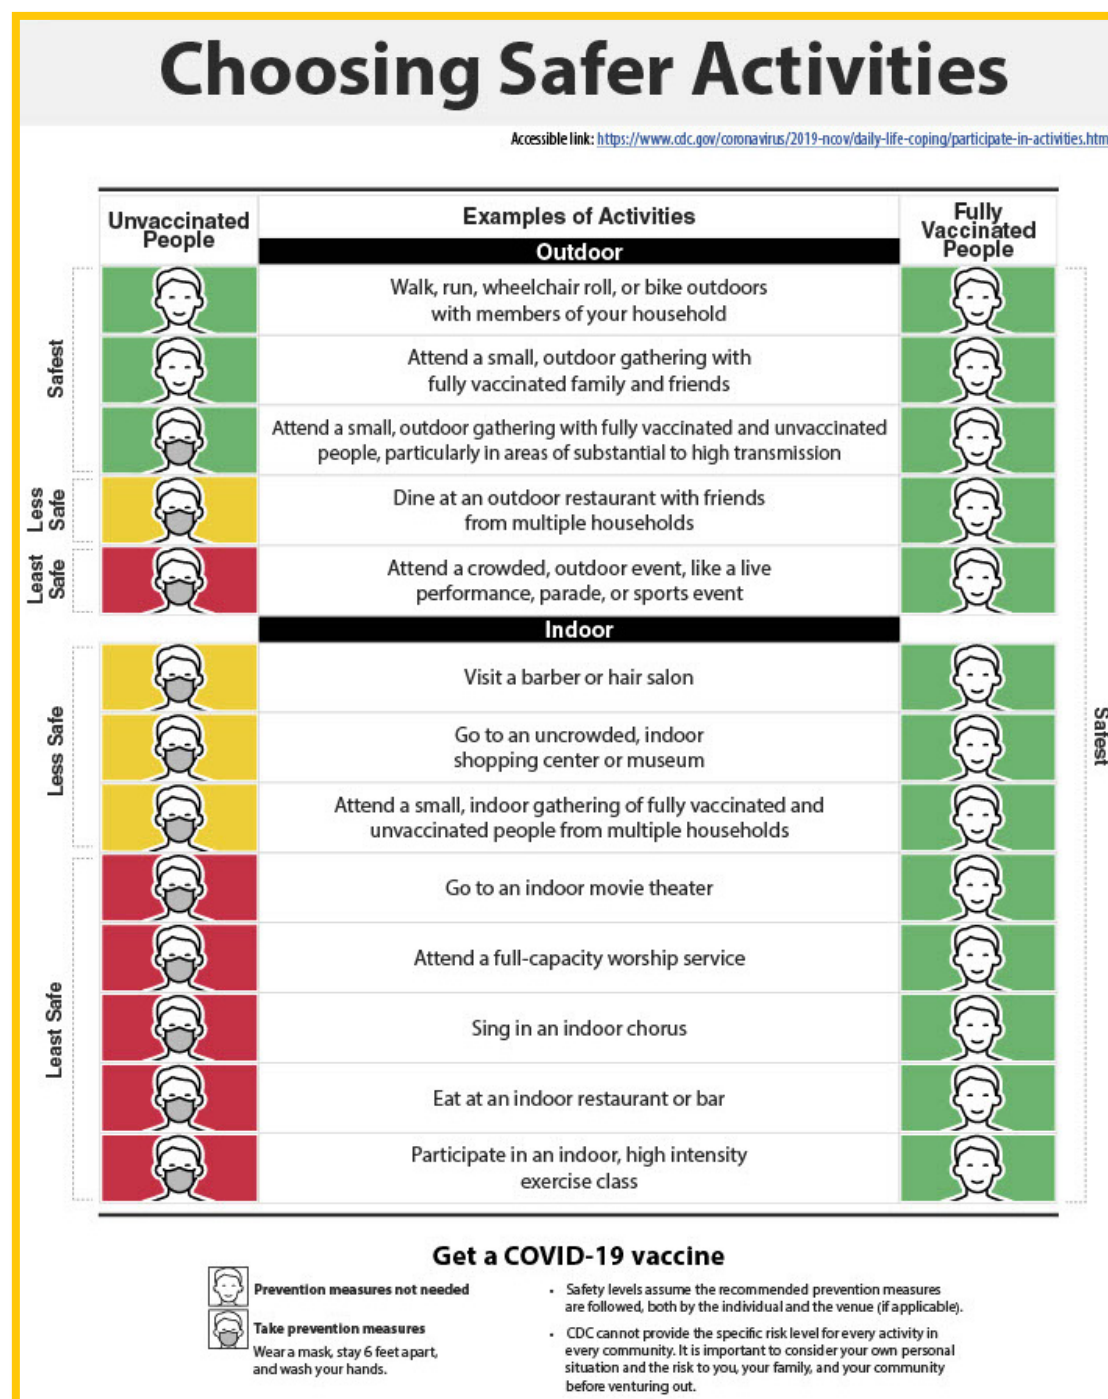 Choosing Safer Activities
Accessible link: https://www.cdc.gov/coronavirus/2019-ncov/daily-life-coping/participate-in-activities.htm
Unvaccinated
People
Examples of Activities
Fully
Vaccinated
People
Outdoor
Safest
Walk, run, wheelchair roll, or bike outdoors
with members of your household
Attend a small, outdoor gathering with
fully vaccinated family and friends
Attend a small, outdoor gathering with fully vaccinated and unvaccinated
people, particularly in areas of substantial to high transmission
Less
Safe
Dine at an outdoor restaurant with friends
from multiple households
Least
Safe
Attend a crowded, outdoor event, like a live
performance, parade, or sports event
Indoor
Less Safe
Visit a barber or hair salon
Go to an uncrowded, indoor
shopping center or museum
Attend a small, indoor gathering of fully vaccinated and
unvaccinated people from multiple households
Safest
Least Safe
Go to an indoor movie theater
Attend a full-capacity worship service
Sing in an indoor chorus
Eat at an indoor restaurant or bar
Participate in an indoor, high intensity
exercise class
Get a COVID-19 vaccine
Prevention measures not needed
Take prevention measures
Wear a mask, stay 6 feet apart,
and wash your hands.
• Safety levels assume the recommended prevention measures
are followed, both by the individual and the venue (if applicable).
• CDC cannot provide the specific risk level for every activity in
every community. It is important to consider your own personal
situation and the risk to you, your family, and your community
before venturing out.